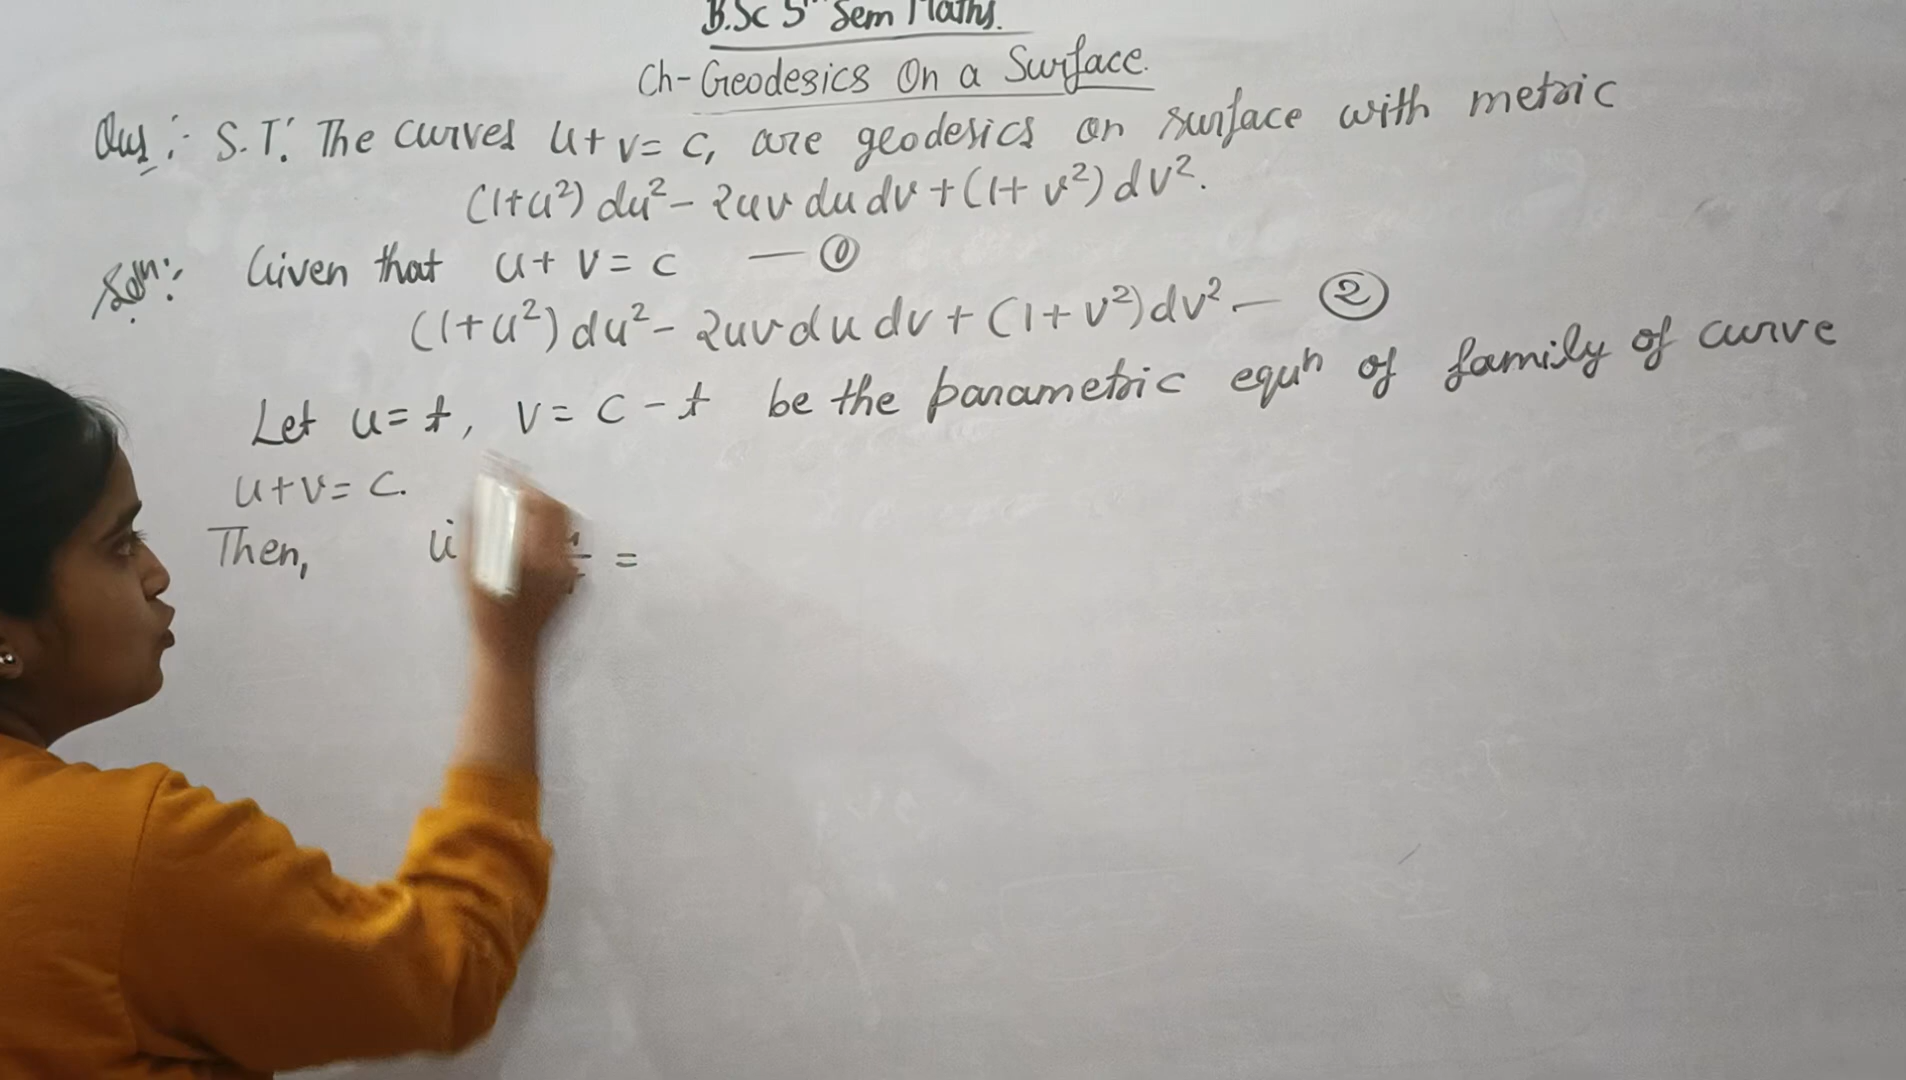 B.Sc 5th Sem Maths.
Ch- Geodesics On a Surface.
Ques:- S.T. The curves u+v=c, are geodesics on surface with metric
(1+u²) du² - 2uv du dv + (1+v²) dv².
Soln:- Given that u+v=c — ①
(1+u²) du² - 2uv du dv + (1+v²) dv² — ②
Let u=t, v=c-t be the parametric equn of family of curve
u+v=c.
Then, u̇ =